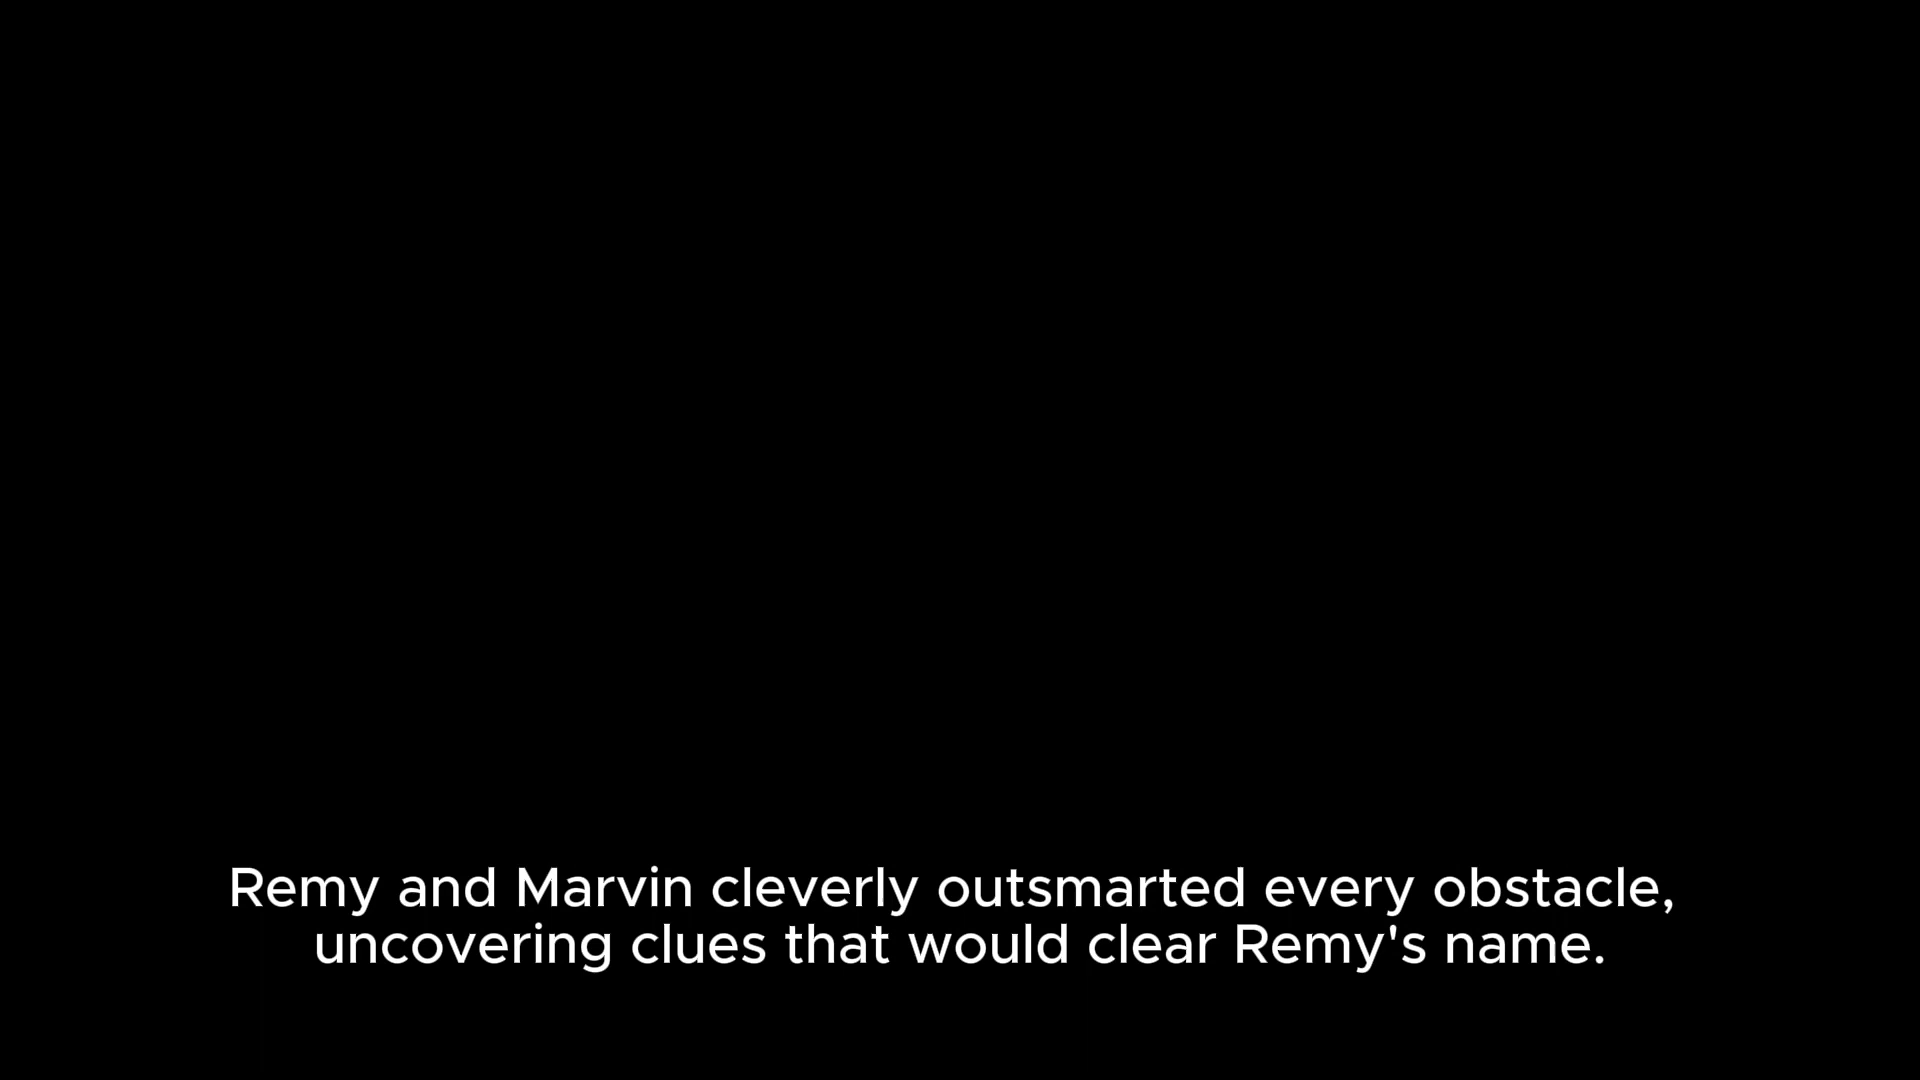 Remy and Marvin cleverly outsmarted every obstacle,
uncovering clues that would clear Remy's name.